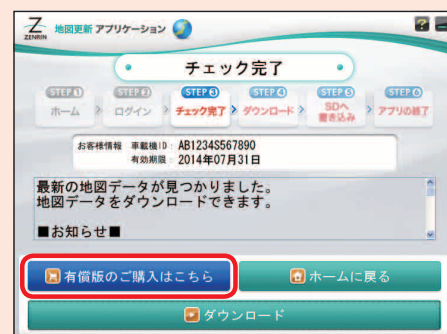 Z
ZENRIN
地図更新 アプリケーション
?
チェック完了
STEP① STEP② STEP③ STEP④ STEP⑤ STEP⑥
ホーム > ログイン > チェック完了 > ダウンロード > SDへ書き込み > アプリの終了
お客様情報 車載機ID: AB1234S567890
有効期限: 2014年07月31日
最新の地図データが見つかりました。
地図データをダウンロードできます。
■お知らせ■
有償版のご購入はこちら
ホームに戻る
ダウンロード